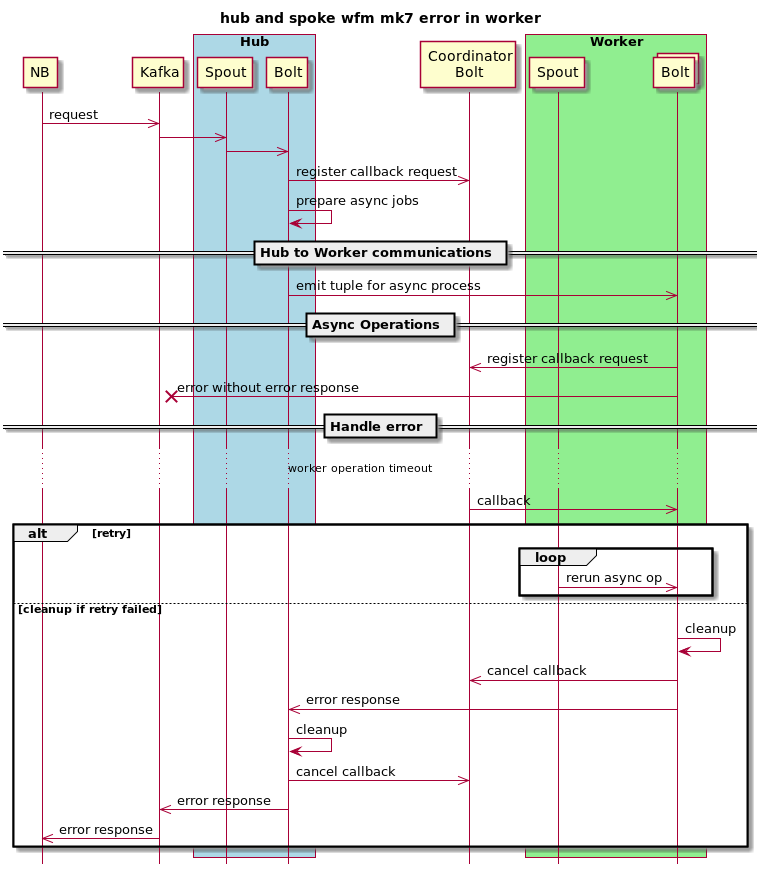 hub and spoke wfm mk7 error in worker
Hub
Worker
NB
Kafka
Spout
Bolt
Coordinator
Bolt
Spout
Bolt
request
register callback request
prepare async jobs
Hub to Worker communications
emit tuple for async process
Async Operations
register callback request
error without error response
Handle error
worker operation timeout
callback
alt
[retry]
loop
rerun async op
[cleanup if retry failed]
cleanup
cancel callback
error response
cleanup
cancel callback
error response
error response